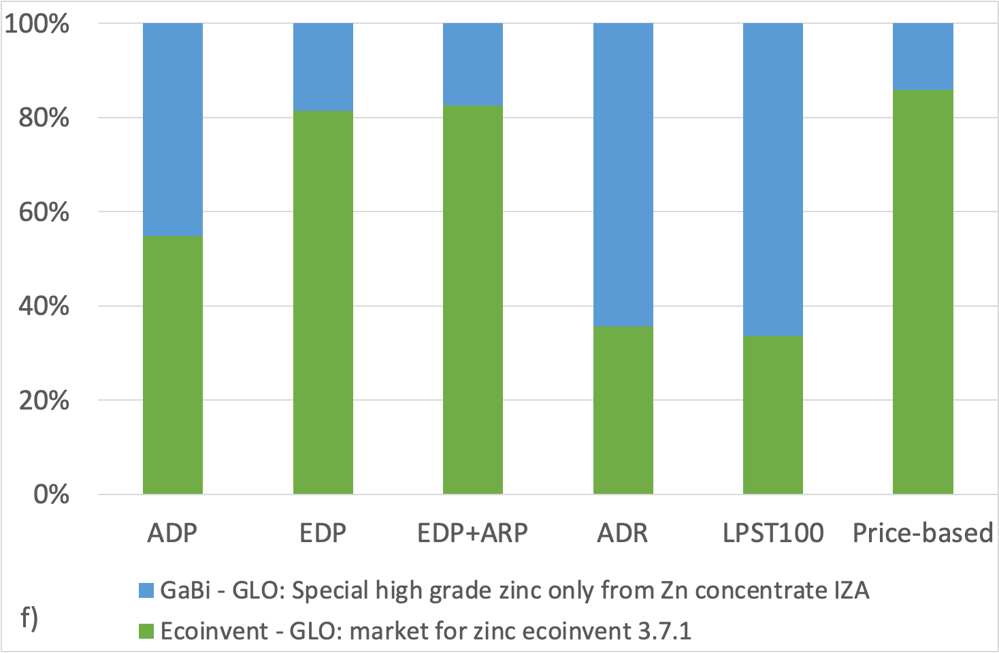 100%
80%
60%
40%
20%
0%
ADP EDP EDP+ARP ADR LPST100 Price-based
GaBi - GLO: Special high grade zinc only from Zn concentrate IZA
Ecoinvent - GLO: market for zinc ecoinvent 3.7.1
f)